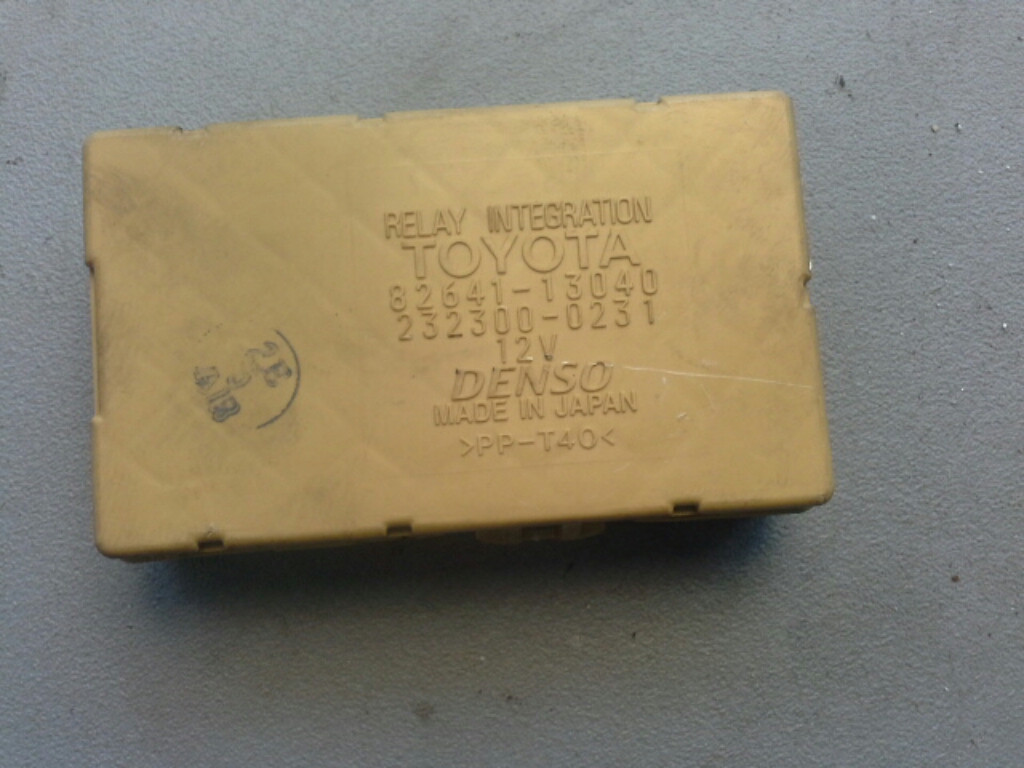 RELAY INTEGRATION
TOYOTA
82641-13040
232300-0231
12V
DENSO
MADE IN JAPAN
>PP-T40<